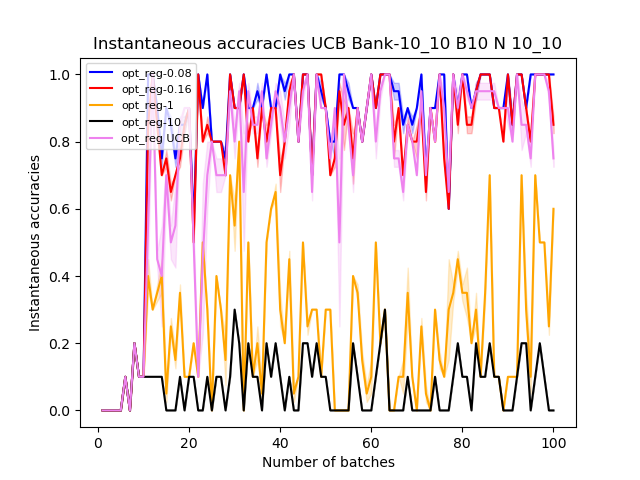 Instantaneous accuracies UCB Bank-10_10 B10 N 10_10
opt_reg-0.08
opt_reg-0.16
opt_reg-1
opt_reg-10
opt_reg UCB
1.0
0.8
0.6
0.4
0.2
0.0
Instantaneous accuracies
0
20
40
60
80
100
Number of batches